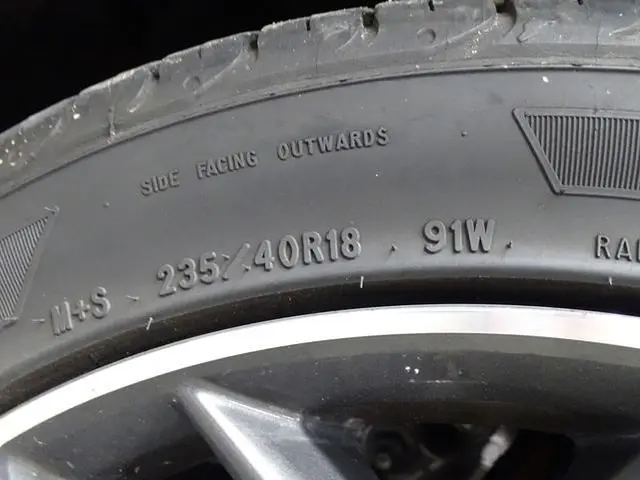 SIDE FACING OUTWARDS
M+S 235/40R18 91W